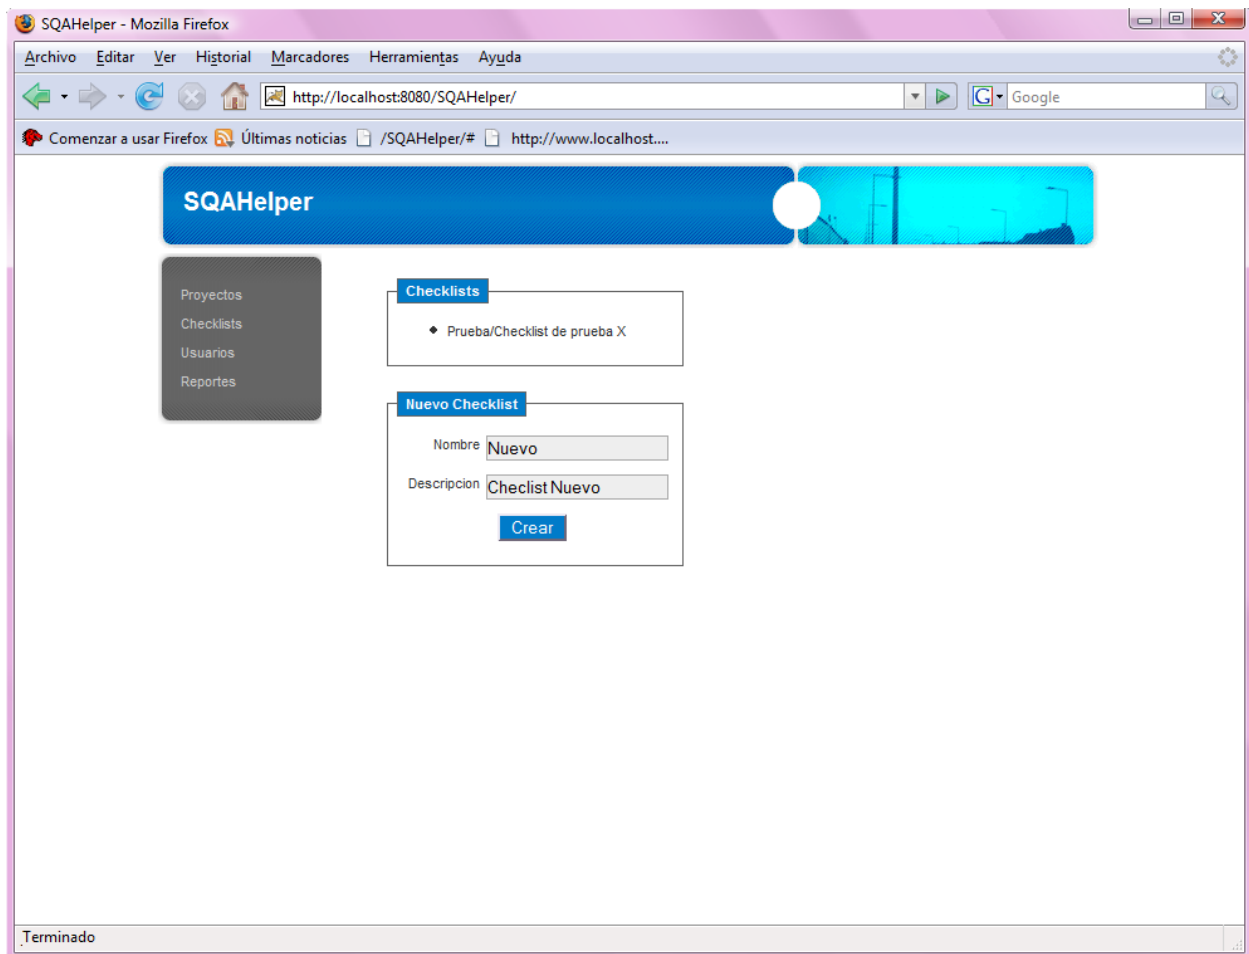 SQAHelper - Mozilla Firefox
Archivo Editar Ver Historial Marcadores Herramientas Ayuda
http://localhost:8080/SQAHelper/ G Google
Comenzar a usar Firefox Últimas noticias /SQAHelper/# http://www.localhost....
SQAHelper
Proyectos
Checklists
Usuarios
Reportes
Checklists
Prueba/Checklist de prueba X
Nuevo Checklist
Nombre Nuevo
Descripcion Checlist Nuevo
Crear
Terminado